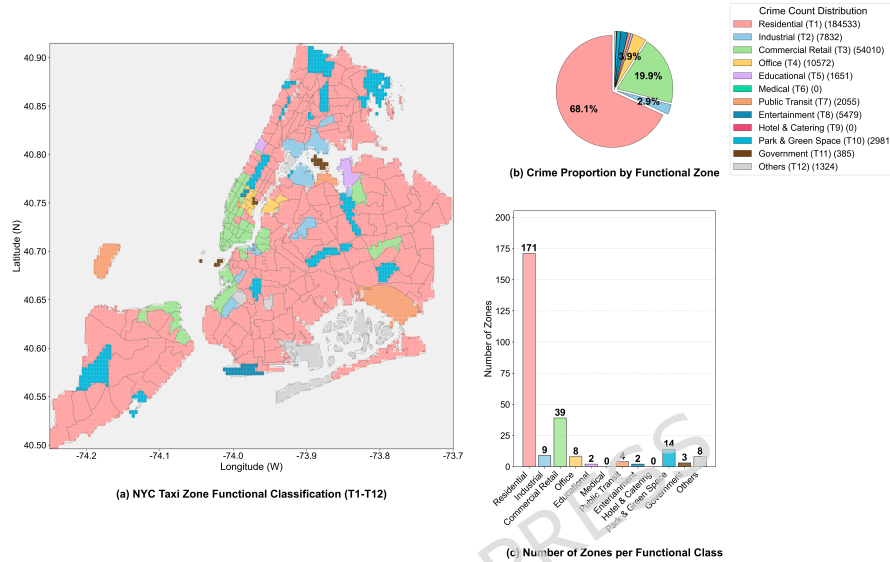 40.90
40.85
40.80
40.75
40.70
40.65
40.60
40.55
40.50
Latitude (N)
-74.2
-74.1
-74.0
-73.9
-73.8
-73.7
Longitude (W)
(a) NYC Taxi Zone Functional Classification (T1-T12)
68.1%
2.9%
19.9%
3.9%
(b) Crime Proportion by Functional Zone
Crime Count Distribution
Residential (T1) (184533)
Industrial (T2) (7832)
Commercial Retail (T3) (54010)
Office (T4) (10572)
Educational (T5) (1651)
Medical (T6) (0)
Public Transit (T7) (2055)
Entertainment (T8) (5479)
Hotel & Catering (T9) (0)
Park & Green Space (T10) (2981
Government (T11) (385)
Others (T12) (1324)
200
175
150
125
100
75
50
25
0
Number of Zones
171
9
39
8
2
0
4
2
0
14
3
8
Residential
Industrial
Commercial Retail
Office
Educational
Medical
Public Transit
Entertainment
Hotel & Catering
Park & Green Space
Government
Others
(c) Number of Zones per Functional Class
PRESS